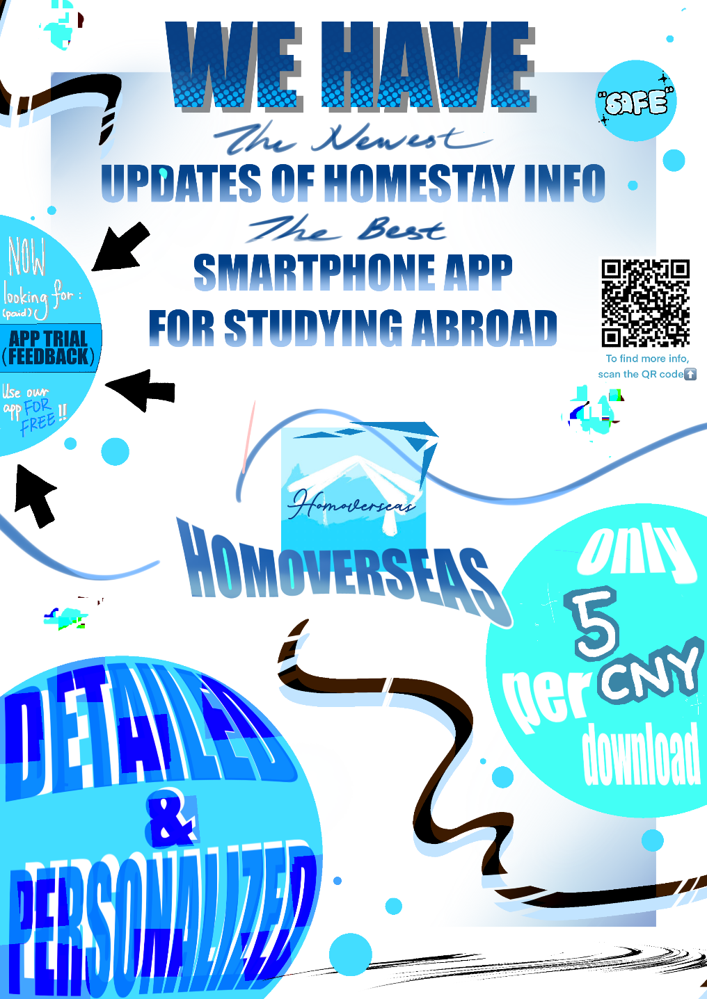 WE HAVE
The Newest
UPDATES OF HOMESTAY INFO
The Best
SMARTPHONE APP
FOR STUDYING ABROAD
"SAFE"
NOW
looking for:
(paid)
APP TRIAL
(FEEDBACK)
Use our
app FOR
FREE!!
To find more info,
scan the QR code⬆️
Homoverseas
HOMOVERSEAS
only
5
CNY
per
download
DETAILED
&
PERSONALIZED